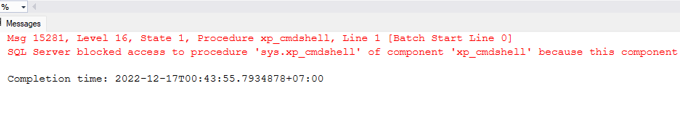 %
Messages
Msg 15281, Level 16, State 1, Procedure xp_cmdshell, Line 1 [Batch Start Line 0]
SQL Server blocked access to procedure 'sys.xp_cmdshell' of component 'xp_cmdshell' because this component
Completion time: 2022-12-17T00:43:55.7934878+07:00